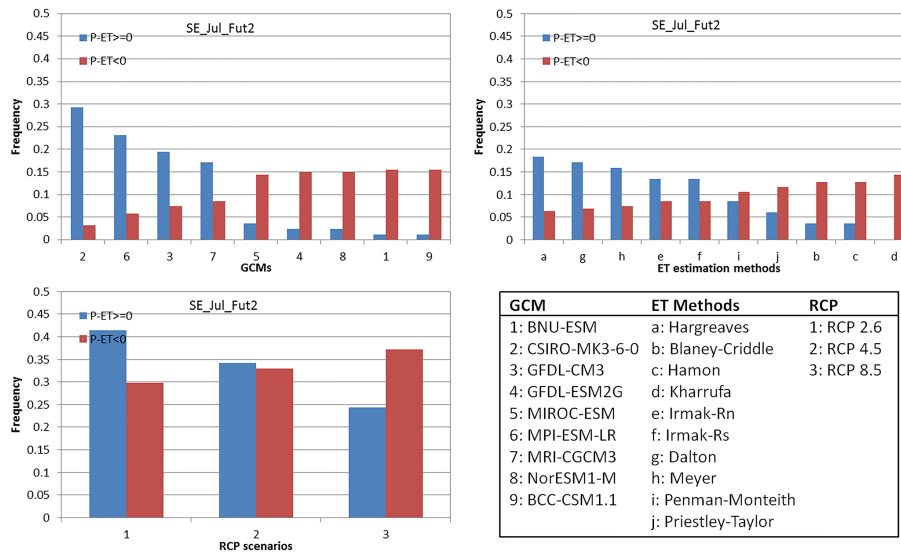 SE_Jul_Fut2
P-ET>=0
P-ET<0
0.5
0.45
0.4
0.35
0.3
0.25
0.2
0.15
0.1
0.05
0
Frequency
2 6 3 7 5 4 8 1 9
GCMs
SE_Jul_Fut2
P-ET>=0
P-ET<0
0.5
0.45
0.4
0.35
0.3
0.25
0.2
0.15
0.1
0.05
0
Frequency
a g h e f i j b c d
ET estimation methods
SE_Jul_Fut2
P-ET>=0
P-ET<0
0.5
0.45
0.4
0.35
0.3
0.25
0.2
0.15
0.1
0.05
0
Frequency
1 2 3
RCP scenarios
GCM ET Methods RCP
1: BNU-ESM a: Hargreaves 1: RCP 2.6
2: CSIRO-MK3-6-0 b: Blaney-Criddle 2: RCP 4.5
3: GFDL-CM3 c: Hamon 3: RCP 8.5
4: GFDL-ESM2G d: Kharrufa
5: MIROC-ESM e: Irmak-Rn
6: MPI-ESM-LR f: Irmak-Rs
7: MRI-CGCM3 g: Dalton
8: NorESM1-M h: Meyer
9: BCC-CSM1.1 i: Penman-Monteith
j: Priestley-Taylor